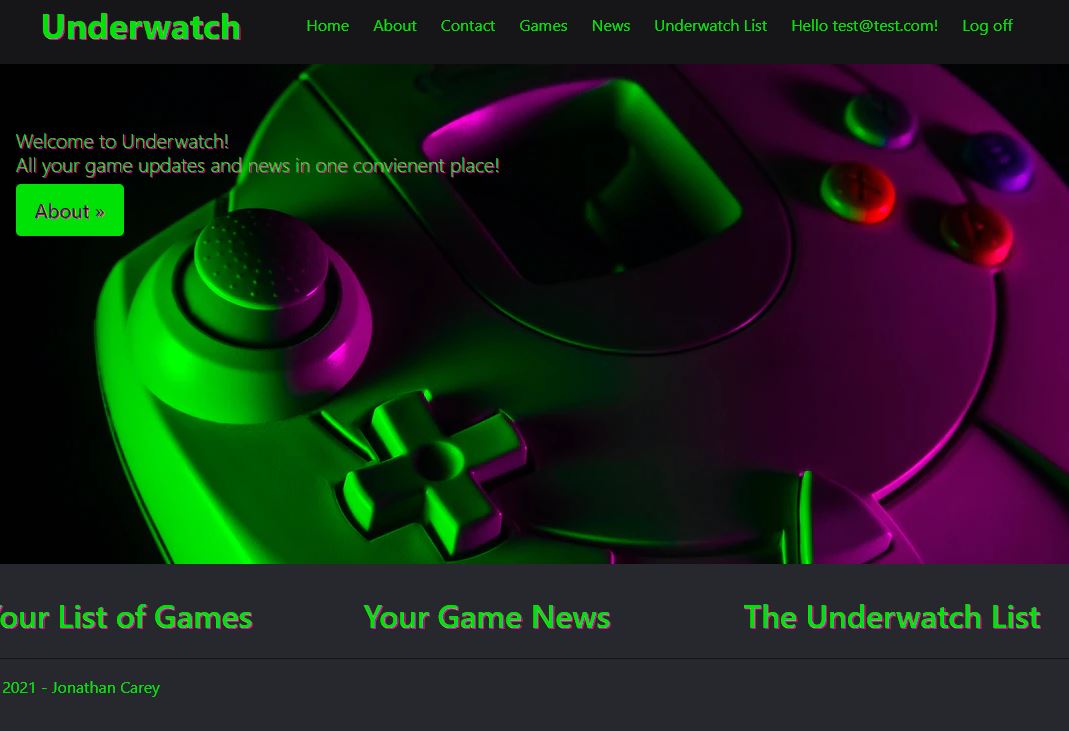 Underwatch
Home About Contact Games News Underwatch List Hello test@test.com! Log off
Welcome to Underwatch!
All your game updates and news in one convienent place!
About »
Your List of Games Your Game News The Underwatch List
2021 - Jonathan Carey